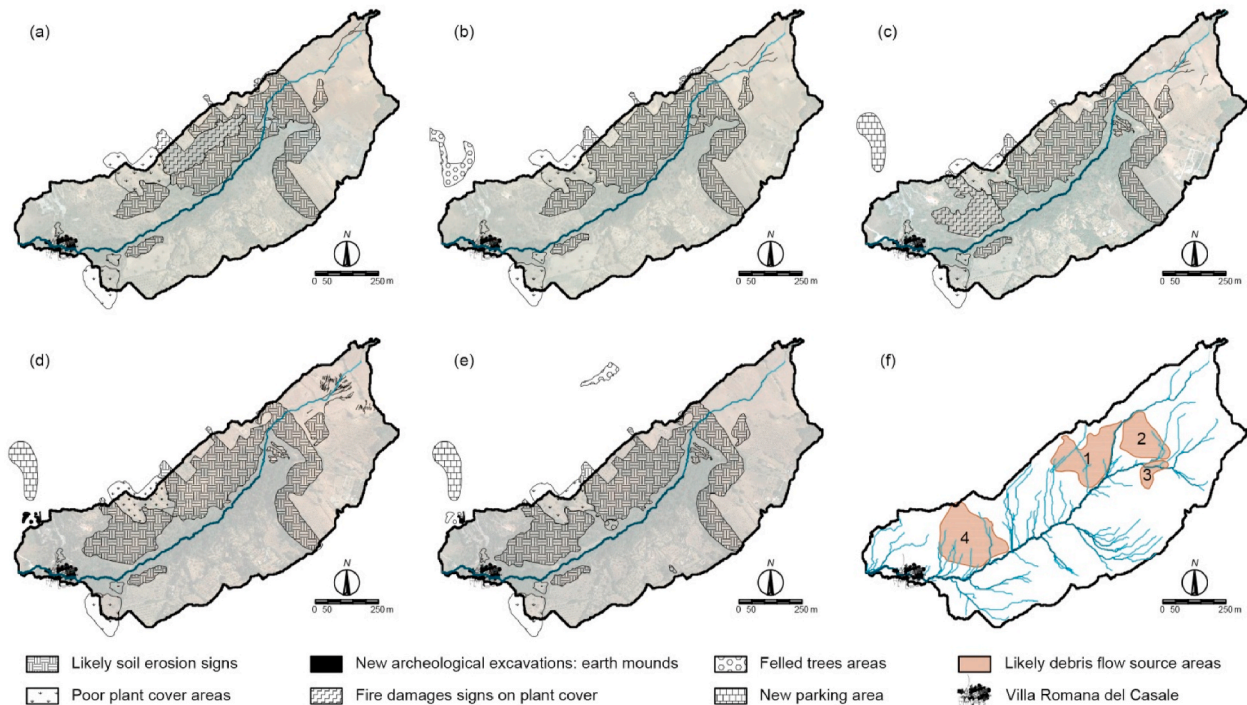 (a)
(b)
(c)
N
0 50 250 m
N
0 50 250 m
N
0 50 250 m
(d)
(e)
(f)
1
2
3
4
N
0 50 250 m
N
0 50 250 m
N
0 50 250 m
Likely soil erosion signs
New archeological excavations: earth mounds
Felled trees areas
Likely debris flow source areas
Poor plant cover areas
Fire damages signs on plant cover
New parking area
Villa Romana del Casale